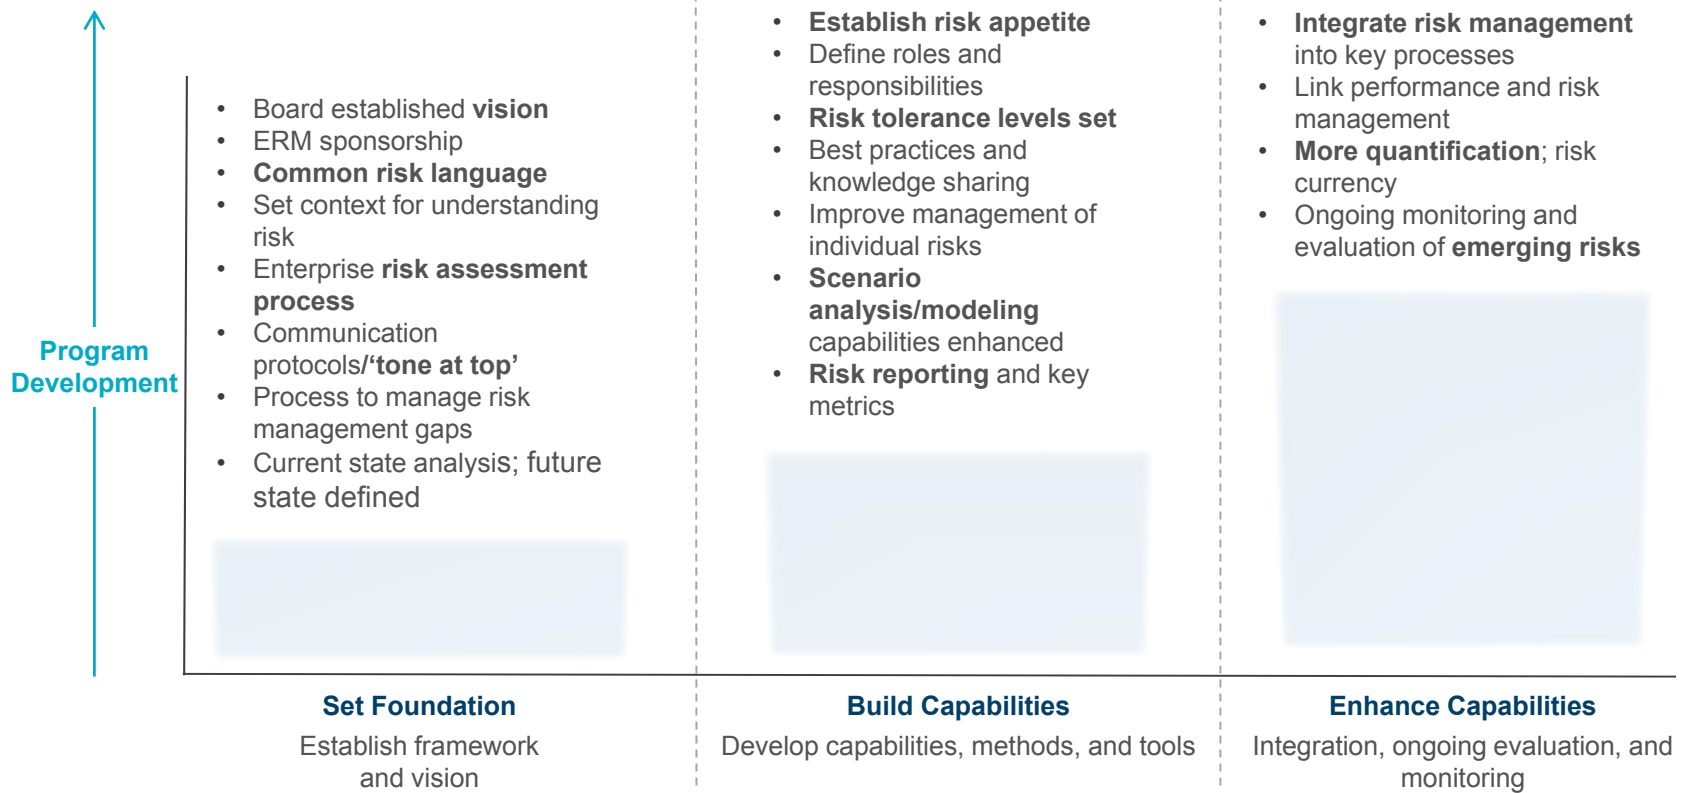 Program
Development
• Board established vision
• ERM sponsorship
• Common risk language
• Set context for understanding
risk
• Enterprise risk assessment
process
• Communication
protocols/‘tone at top’
• Process to manage risk
management gaps
• Current state analysis; future
state defined
• Establish risk appetite
• Define roles and
responsibilities
• Risk tolerance levels set
• Best practices and
knowledge sharing
• Improve management of
individual risks
• Scenario
analysis/modeling
capabilities enhanced
• Risk reporting and key
metrics
• Integrate risk management
into key processes
• Link performance and risk
management
• More quantification; risk
currency
• Ongoing monitoring and
evaluation of emerging risks
Set Foundation
Establish framework
and vision
Build Capabilities
Develop capabilities, methods, and tools
Enhance Capabilities
Integration, ongoing evaluation, and
monitoring